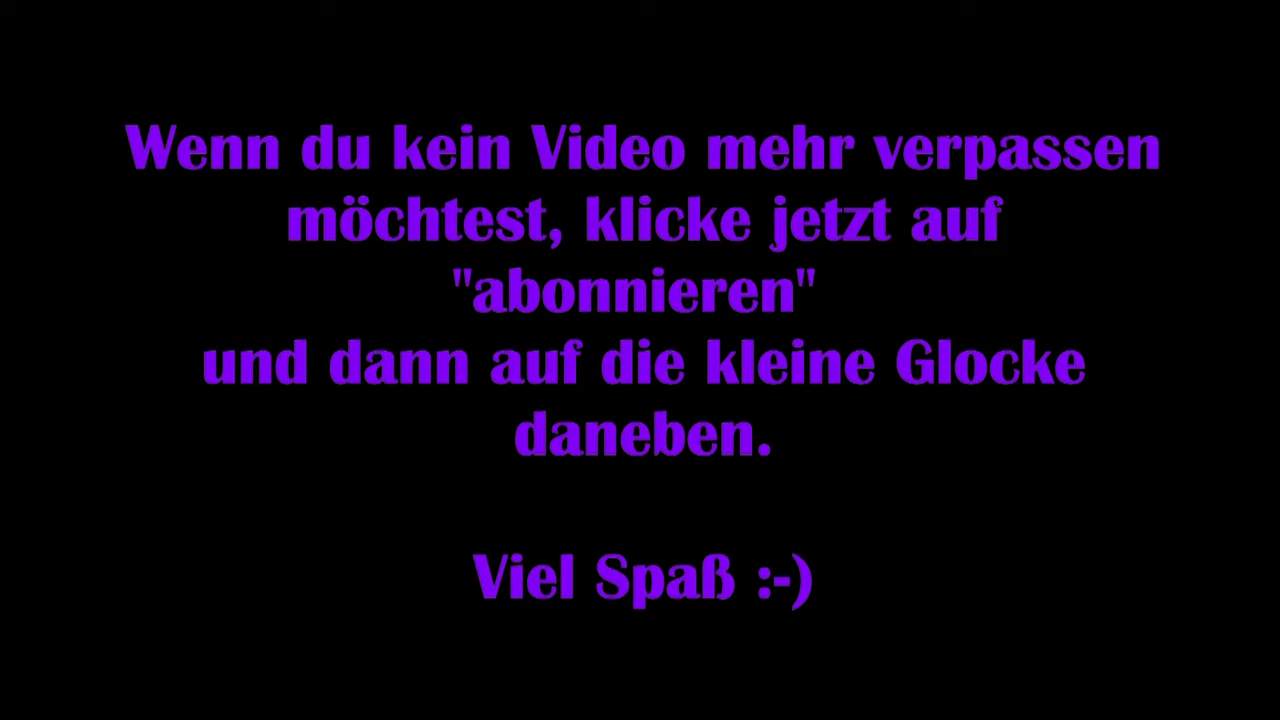 Wenn du kein Video mehr verpassen
möchtest, klicke jetzt auf
"abonnieren"
und dann auf die kleine Glocke
daneben.
Viel Spaß :-)